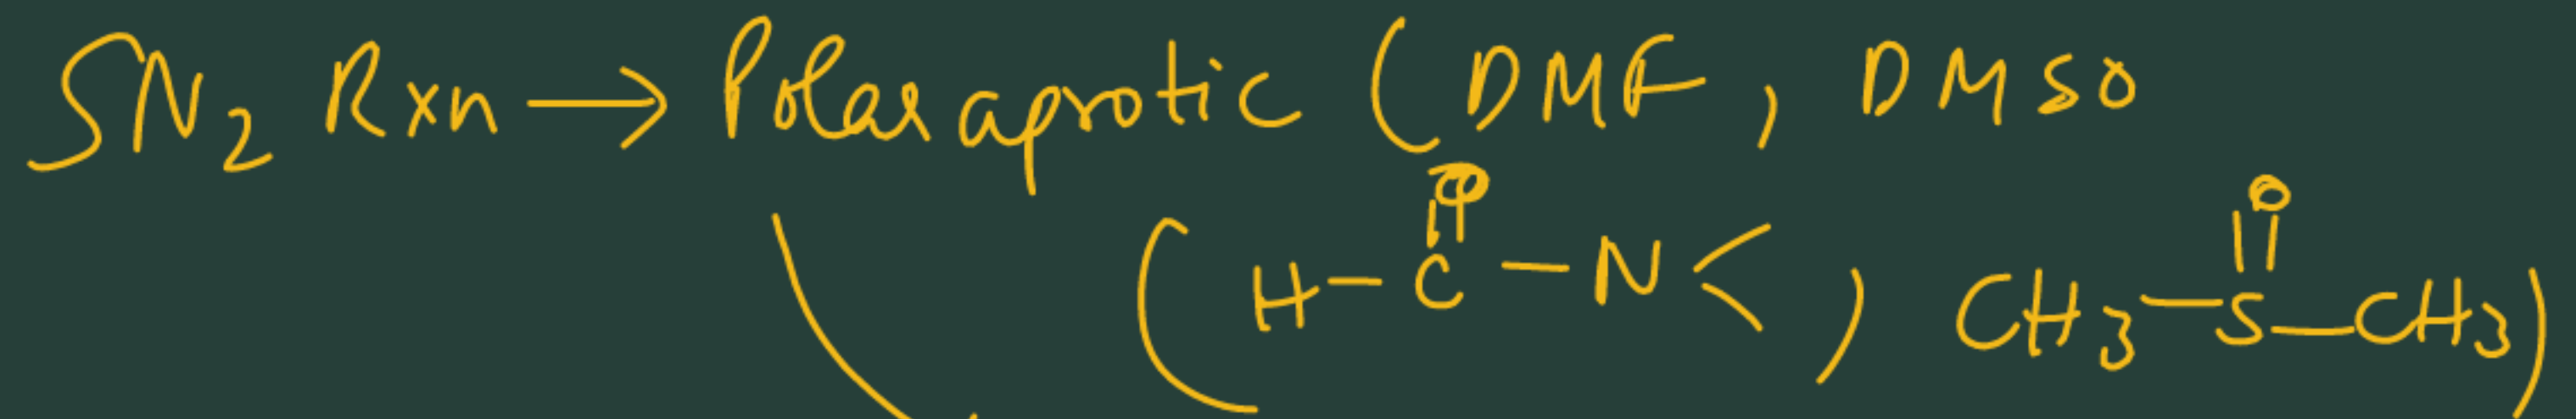 SN₂ Rxn → Polar aprotic (DMF, DMSO
(H–C(=O)–N<), CH₃–S(=O)–CH₃)